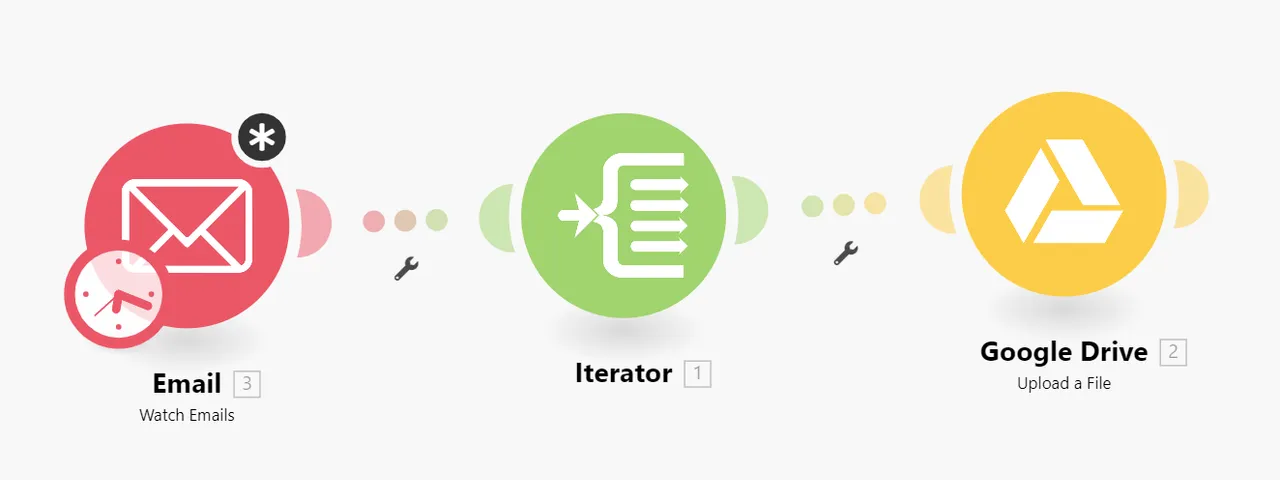 Email 3
Watch Emails
Iterator 1
Google Drive 2
Upload a File